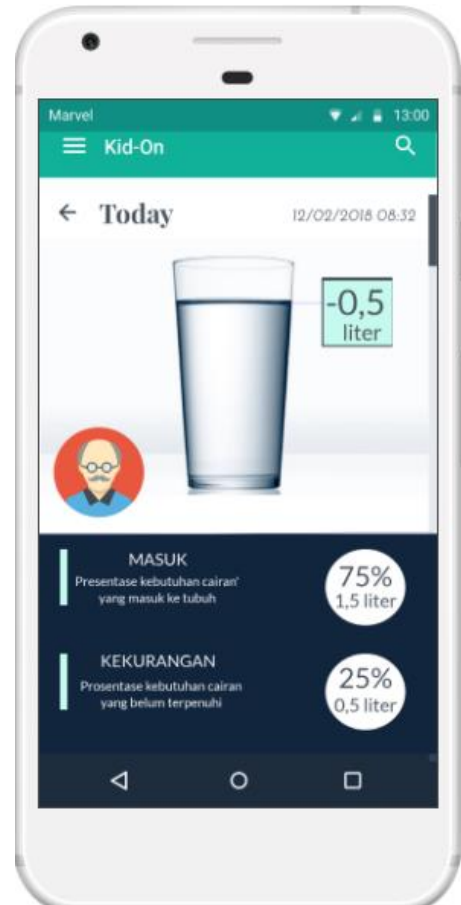 Marvel 13:00
Kid-On
Today 12/02/2018 08:32
-0,5
liter
MASUK
Presentase kebutuhan cairan'
yang masuk ke tubuh
75%
1,5 liter
KEKURANGAN
Prosentase kebutuhan cairan
yang belum terpenuhi
25%
0,5 liter